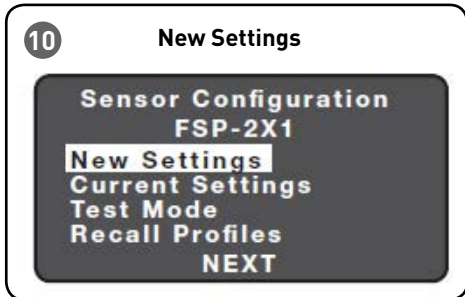 10
New Settings
Sensor Configuration
FSP-2X1
New Settings
Current Settings
Test Mode
Recall Profiles
NEXT